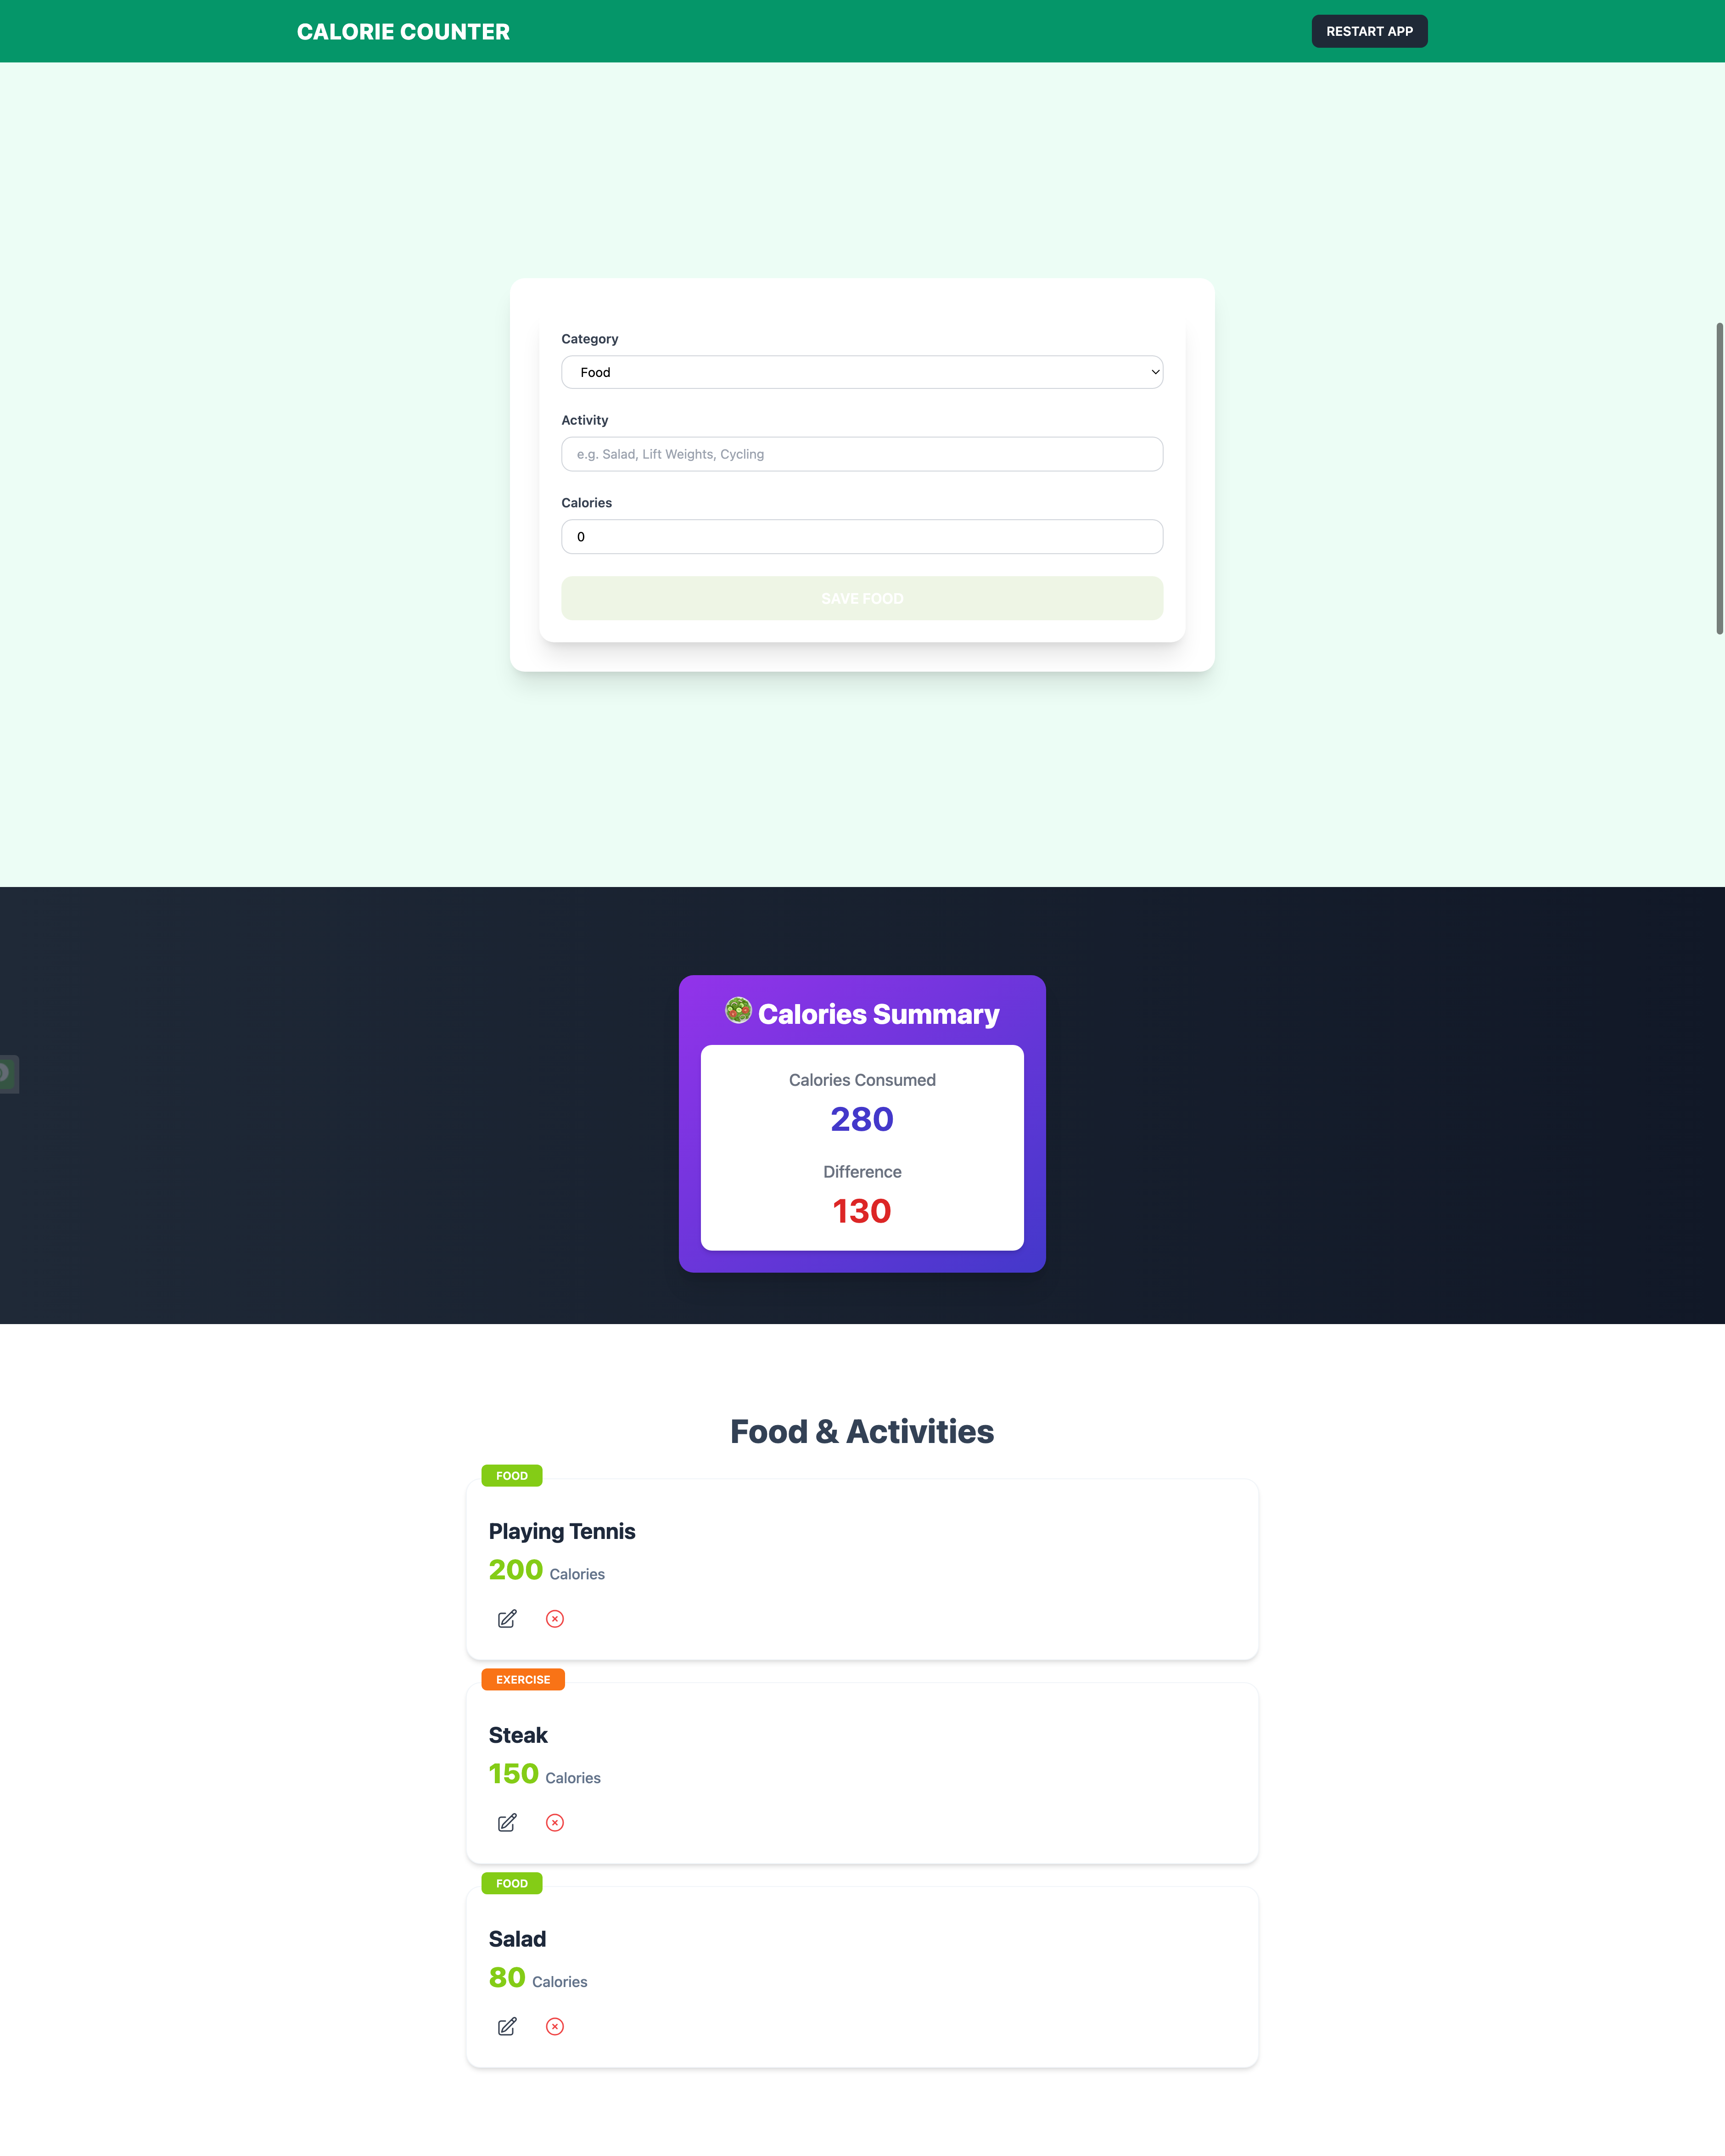 CALORIE COUNTER
RESTART APP
Category
Food
Activity
e.g. Salad, Lift Weights, Cycling
Calories
0
SAVE FOOD
Calories Summary
Calories Consumed
280
Difference
130
Food & Activities
FOOD
Playing Tennis
200 Calories
EXERCISE
Steak
150 Calories
FOOD
Salad
80 Calories